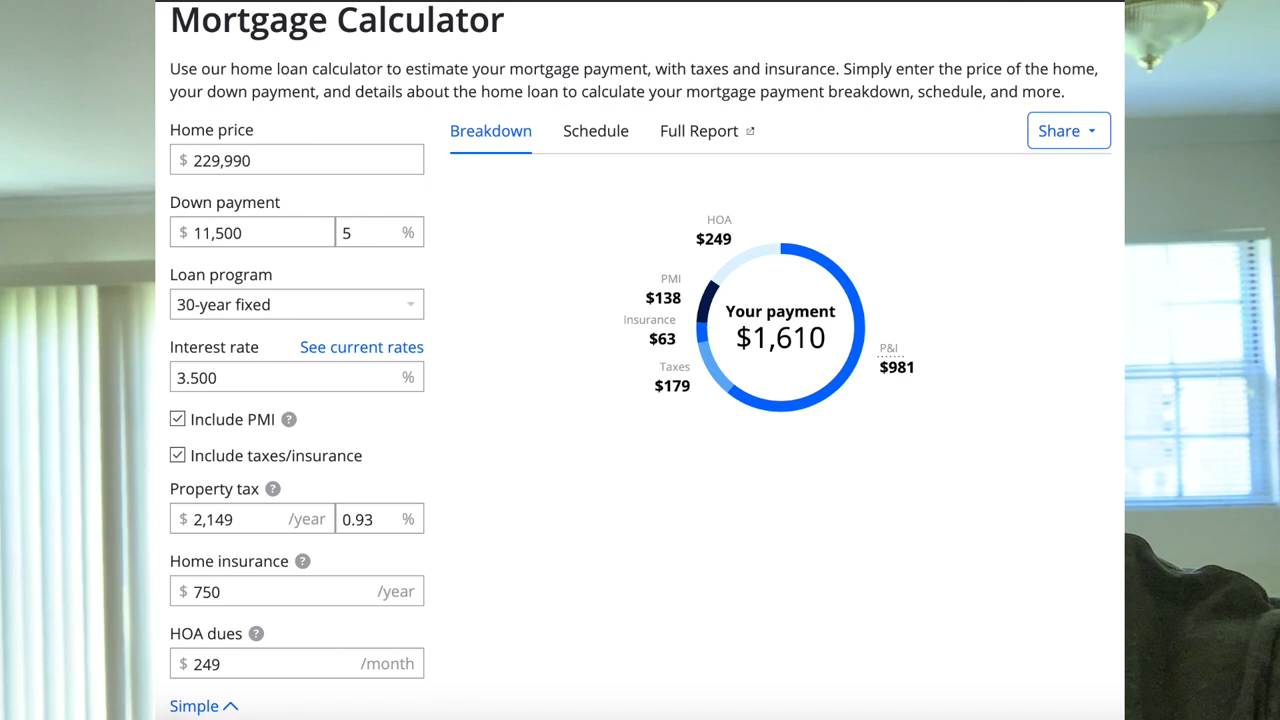 Mortgage Calculator
Use our home loan calculator to estimate your mortgage payment, with taxes and insurance. Simply enter the price of the home,
your down payment, and details about the home loan to calculate your mortgage payment breakdown, schedule, and more.
Home price
$ 229,990
Down payment
$ 11,500 5 %
Loan program
30-year fixed
Interest rate See current rates
3.500 %
Include PMI ?
Include taxes/insurance
Property tax ?
$ 2,149 /year 0.93 %
Home insurance ?
$ 750 /year
HOA dues ?
$ 249 /month
Simple
Breakdown Schedule Full Report Share
HOA
$249
PMI
$138
Insurance
$63
Taxes
$179
Your payment
$1,610
P&I
$981